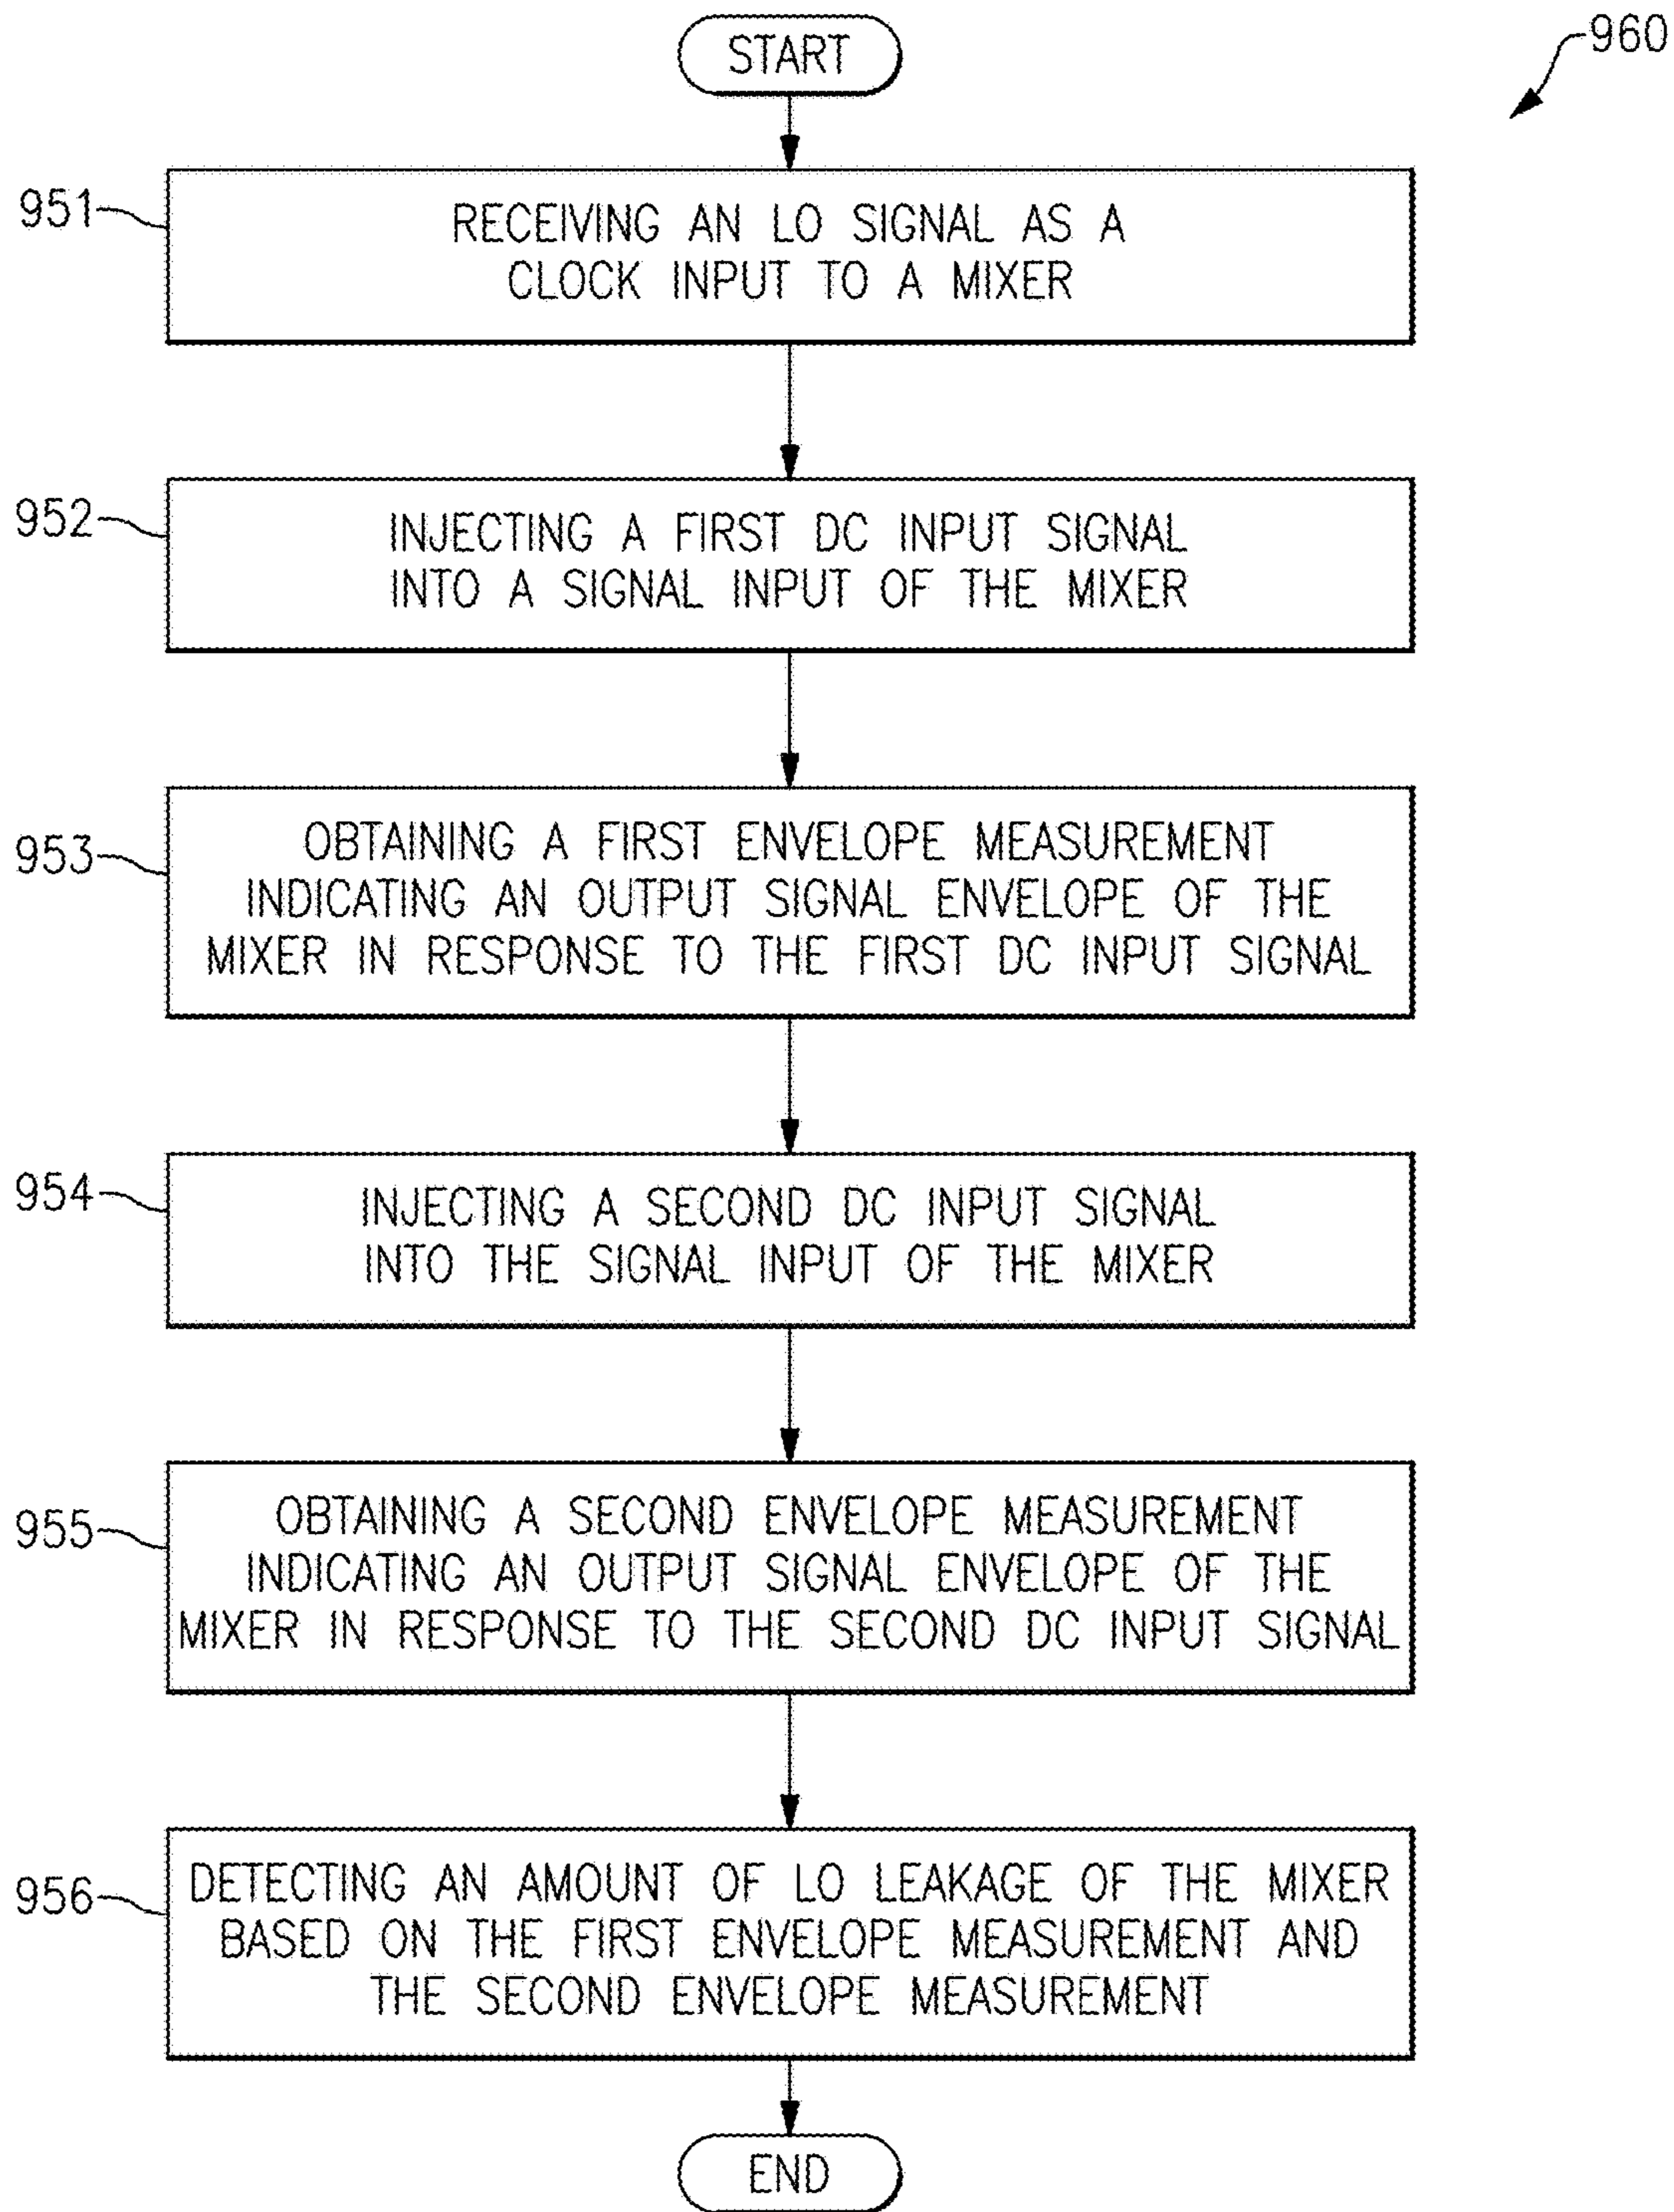 START
960
951
RECEIVING AN LO SIGNAL AS A
CLOCK INPUT TO A MIXER
952
INJECTING A FIRST DC INPUT SIGNAL
INTO A SIGNAL INPUT OF THE MIXER
953
OBTAINING A FIRST ENVELOPE MEASUREMENT
INDICATING AN OUTPUT SIGNAL ENVELOPE OF THE
MIXER IN RESPONSE TO THE FIRST DC INPUT SIGNAL
954
INJECTING A SECOND DC INPUT SIGNAL
INTO THE SIGNAL INPUT OF THE MIXER
955
OBTAINING A SECOND ENVELOPE MEASUREMENT
INDICATING AN OUTPUT SIGNAL ENVELOPE OF THE
MIXER IN RESPONSE TO THE SECOND DC INPUT SIGNAL
956
DETECTING AN AMOUNT OF LO LEAKAGE OF THE MIXER
BASED ON THE FIRST ENVELOPE MEASUREMENT AND
THE SECOND ENVELOPE MEASUREMENT
END